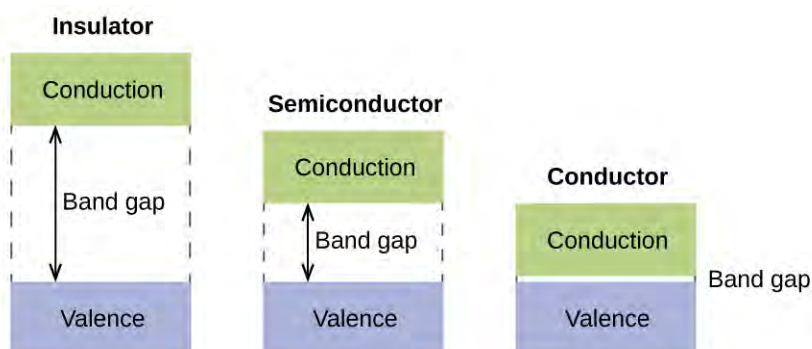 Insulator
Conduction
Band gap
Valence
Semiconductor
Conduction
Band gap
Valence
Conductor
Conduction
Band gap
Valence